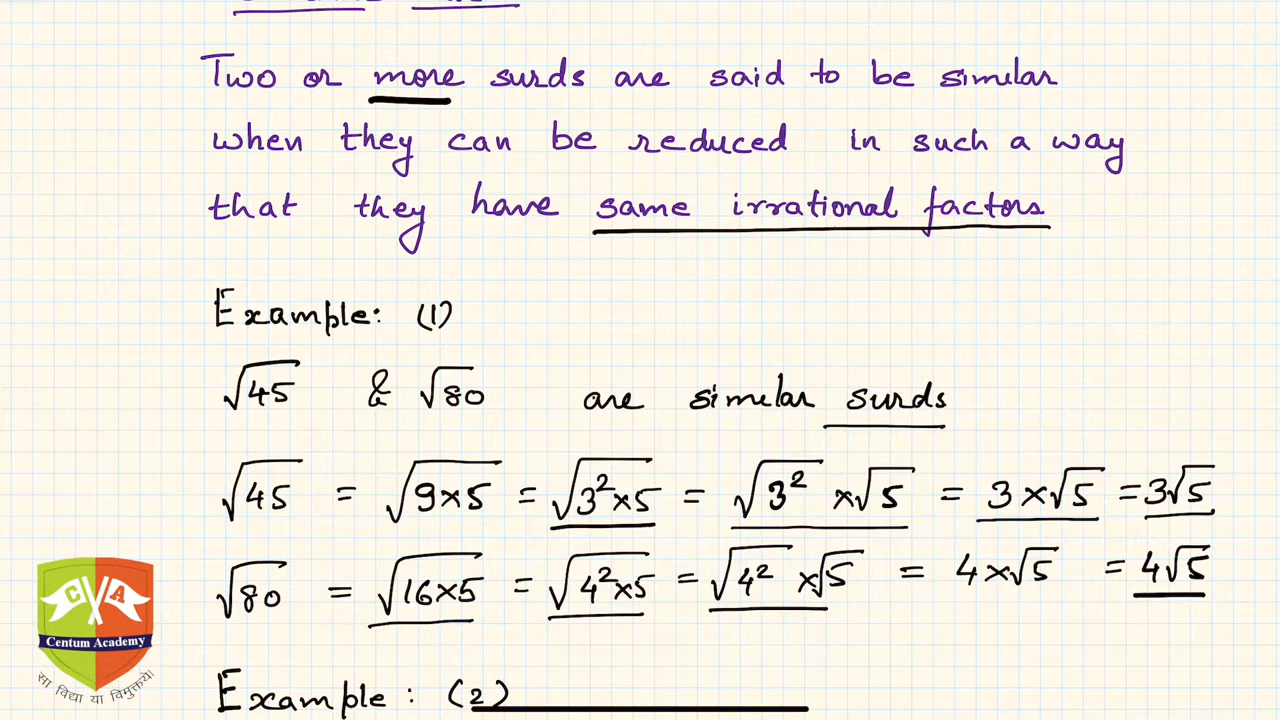 Two or more surds are said to be similar
when they can be reduced in such a way
that they have same irrational factors
Example: (1)
√45 & √80 are similar surds
√45 = √9×5 = √3²×5 = √3² ×√5 = 3×√5 = 3√5
√80 = √16×5 = √4²×5 = √4² ×√5 = 4×√5 = 4√5
C A
Centum Academy
सा विद्या या विमुक्तये।
Example: (2)